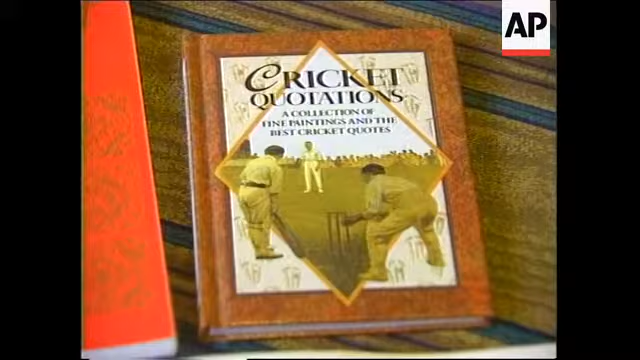 AP
CRICKET
QUOTATIONS
A COLLECTION OF
FINE PAINTINGS AND THE
BEST CRICKET QUOTES